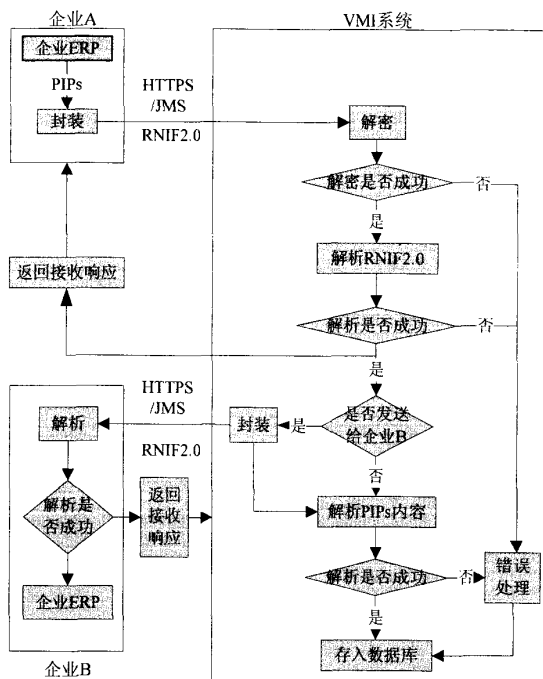 企业A
VMI系统
企业ERP
PIPs
封装
HTTPS
/JMS
RNIF2.0
解密
解密是否成功
否
是
解析RNIF2.0
返回接收响应
解析是否成功
否
是
HTTPS
/JMS
RNIF2.0
解析
封装
是
是否发送
给企业B
否
解析是
否成功
返回
接收
响应
解析PIPs内容
解析是否成功
否
错误
处理
企业ERP
是
存入数据库
企业B